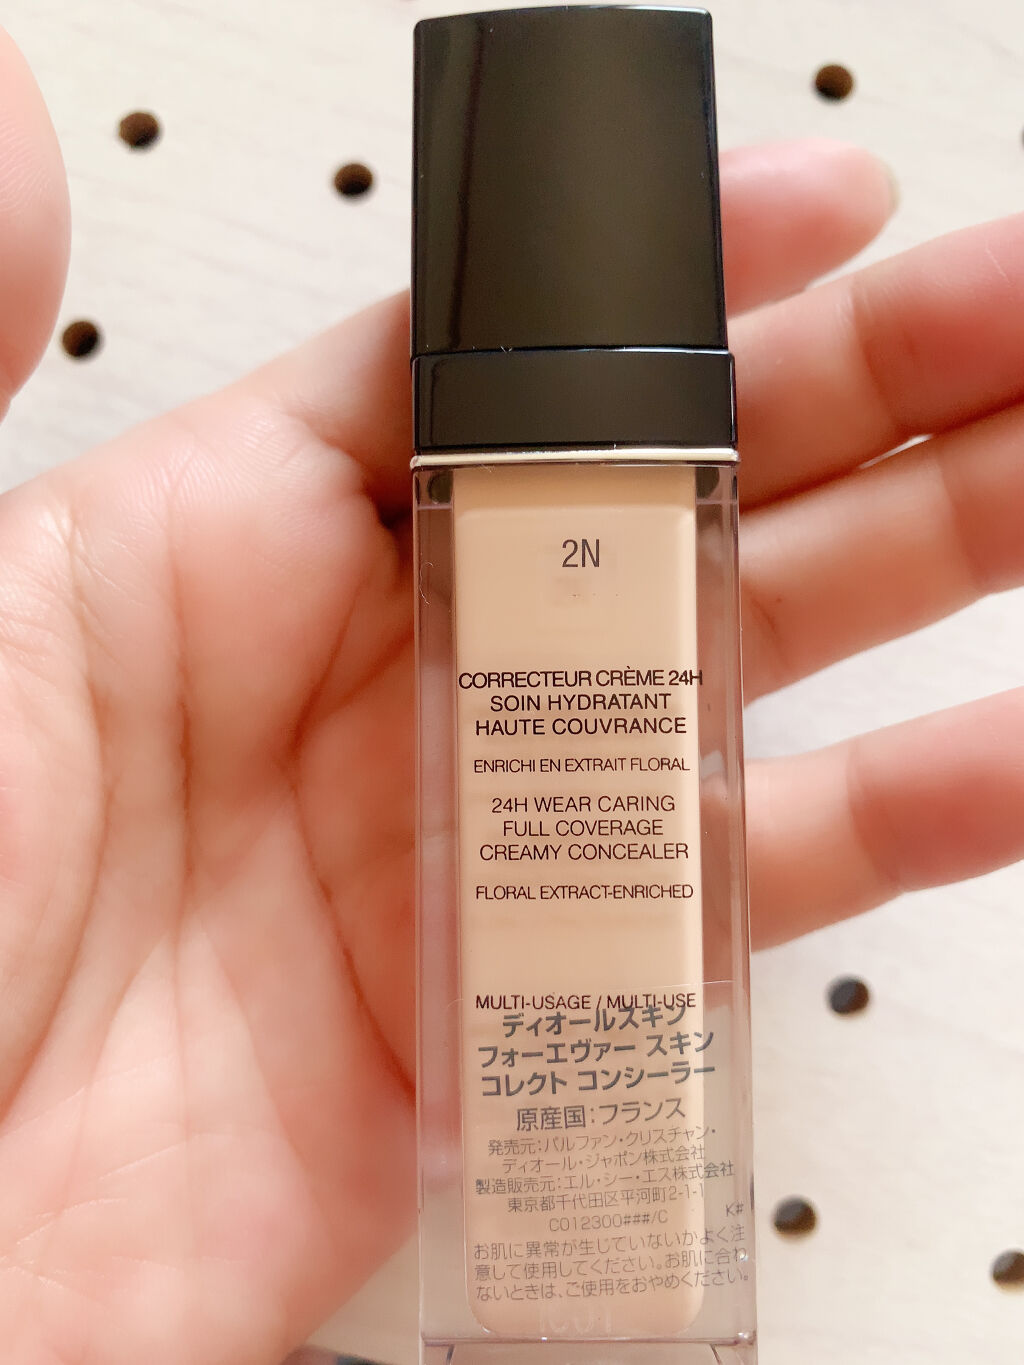 2N
CORRECTEUR CRÈME 24H
SOIN HYDRATANT
HAUTE COUVRANCE
ENRICHI EN EXTRAIT FLORAL
24H WEAR CARING
FULL COVERAGE
CREAMY CONCEALER
FLORAL EXTRACT-ENRICHED
MULTI-USAGE / MULTI-USE
ディオールスキン
フォーエヴァー スキン
コレクト コンシーラー
原産国:フランス
発売元:パルファン・クリスチャン・
ディオール・ジャポン株式会社
製造販売元:エル・シー・エス株式会社
東京都千代田区平河町2-1-1
C012300###/C K#
お肌に異常が生じていないかよく注
意して使用してください。お肌に合わ
ないときは、ご使用をおやめください。